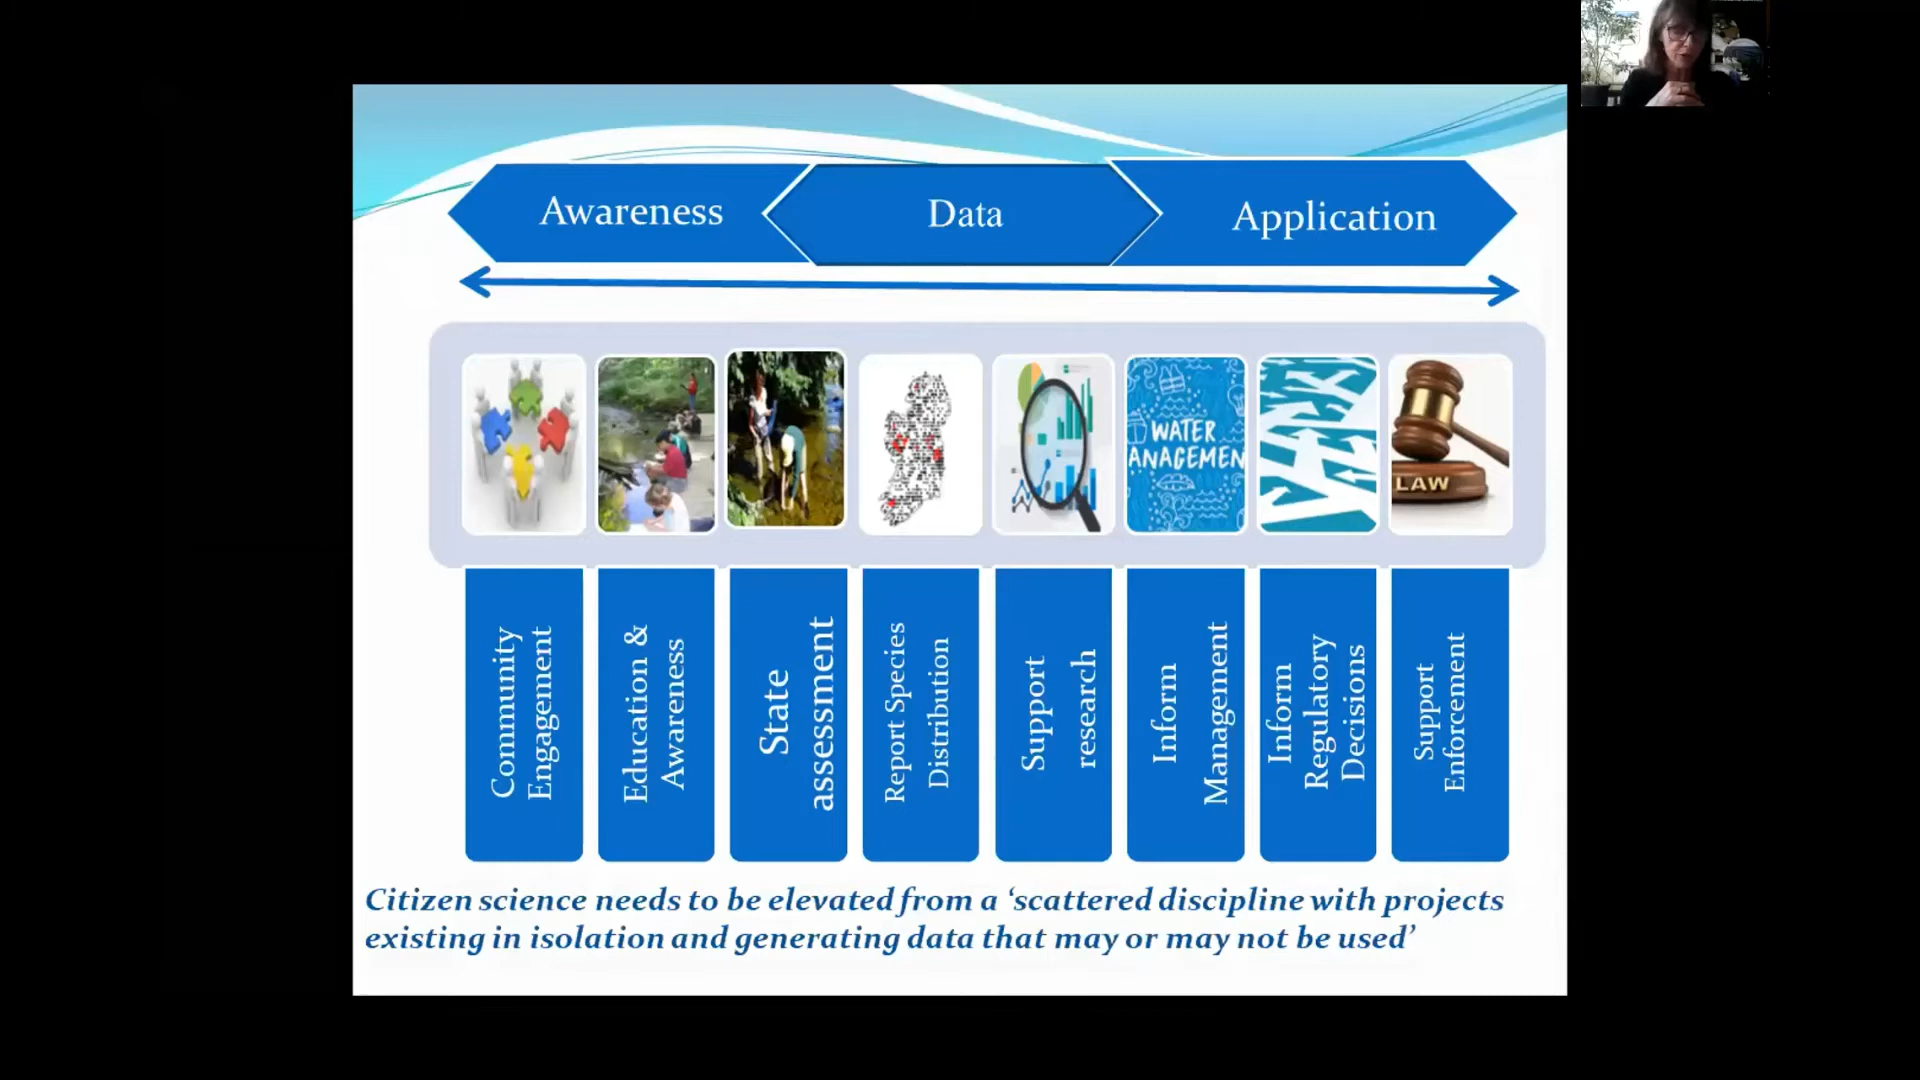 Awareness
Data
Application
WATER
ANAGEMEN
LAW
Community
Engagement
Education &
Awareness
State
assessment
Report Species
Distribution
Support
research
Inform
Management
Inform
Regulatory
Decisions
Support
Enforcement
Citizen science needs to be elevated from a ‘scattered discipline with projects
existing in isolation and generating data that may or may not be used’